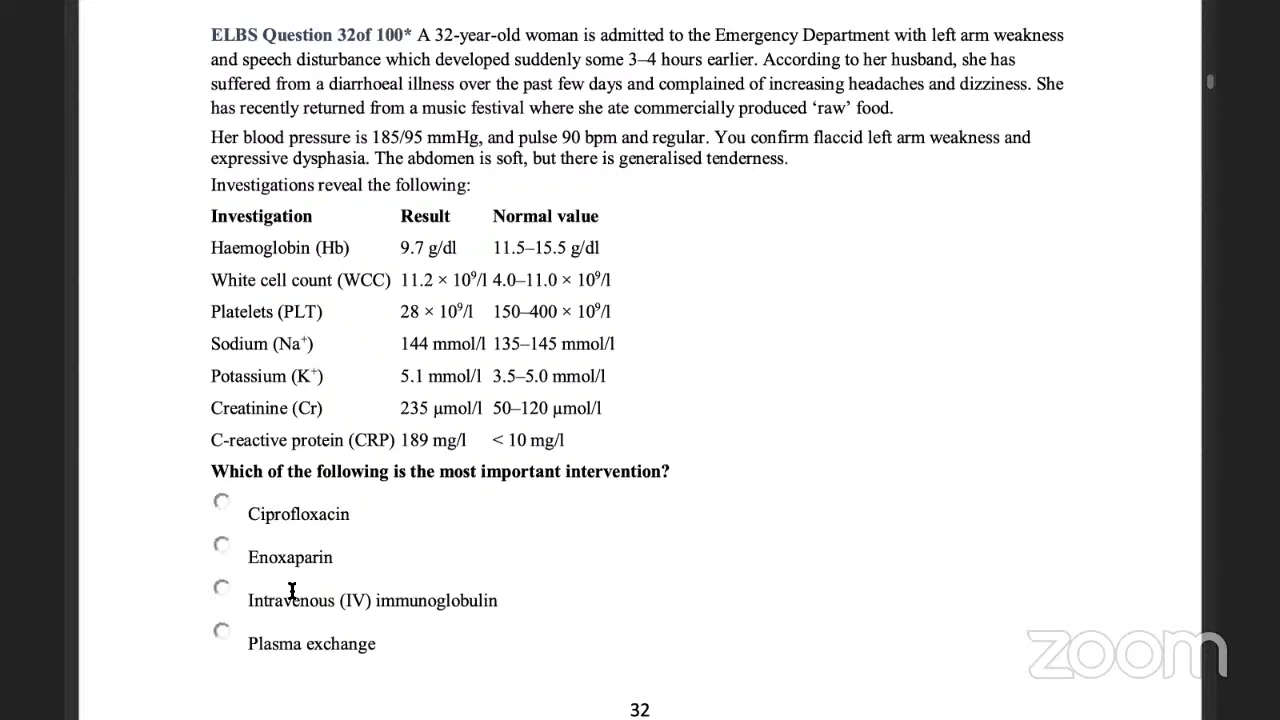 ELBS Question 32of 100* A 32-year-old woman is admitted to the Emergency Department with left arm weakness
and speech disturbance which developed suddenly some 3–4 hours earlier. According to her husband, she has
suffered from a diarrhoeal illness over the past few days and complained of increasing headaches and dizziness. She
has recently returned from a music festival where she ate commercially produced ‘raw’ food.
Her blood pressure is 185/95 mmHg, and pulse 90 bpm and regular. You confirm flaccid left arm weakness and
expressive dysphasia. The abdomen is soft, but there is generalised tenderness.
Investigations reveal the following:
Investigation Result Normal value
Haemoglobin (Hb) 9.7 g/dl 11.5–15.5 g/dl
White cell count (WCC) 11.2 × 10⁹/l 4.0–11.0 × 10⁹/l
Platelets (PLT) 28 × 10⁹/l 150–400 × 10⁹/l
Sodium (Na⁺) 144 mmol/l 135–145 mmol/l
Potassium (K⁺) 5.1 mmol/l 3.5–5.0 mmol/l
Creatinine (Cr) 235 µmol/l 50–120 µmol/l
C-reactive protein (CRP) 189 mg/l < 10 mg/l
Which of the following is the most important intervention?
Ciprofloxacin
Enoxaparin
Intravenous (IV) immunoglobulin
Plasma exchange
zoom
32